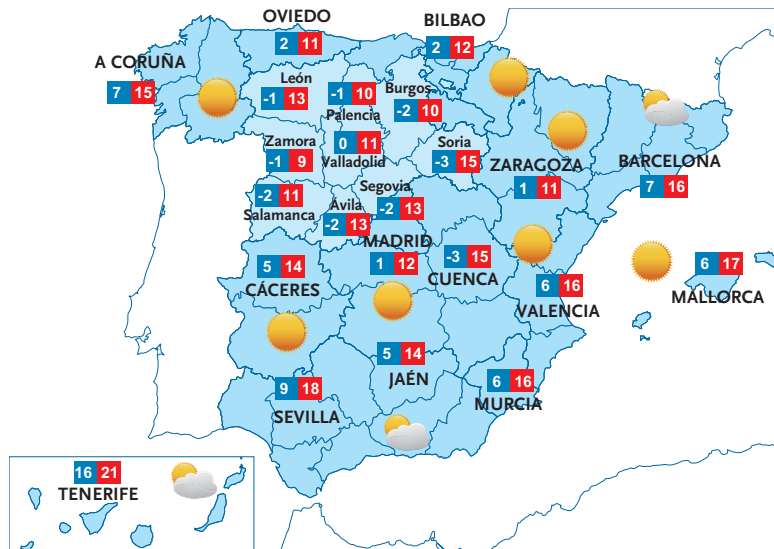 OVIEDO
2 11
BILBAO
2 12
A CORUÑA
7 15
León
-1 13
-1 10
Palencia
Burgos
-2 10
Zamora
-1 9
0 11
Valladolid
Soria
-3 15
ZARAGOZA
1 11
BARCELONA
7 16
-2 11
Salamanca
Ávila
-2 13
Segovia
-2 13
MADRID
1 12
-3 15
CUENCA
5 14
CÁCERES
6 16
VALENCIA
6 17
MALLORCA
5 14
JAÉN
6 16
MURCIA
9 18
SEVILLA
16 21
TENERIFE